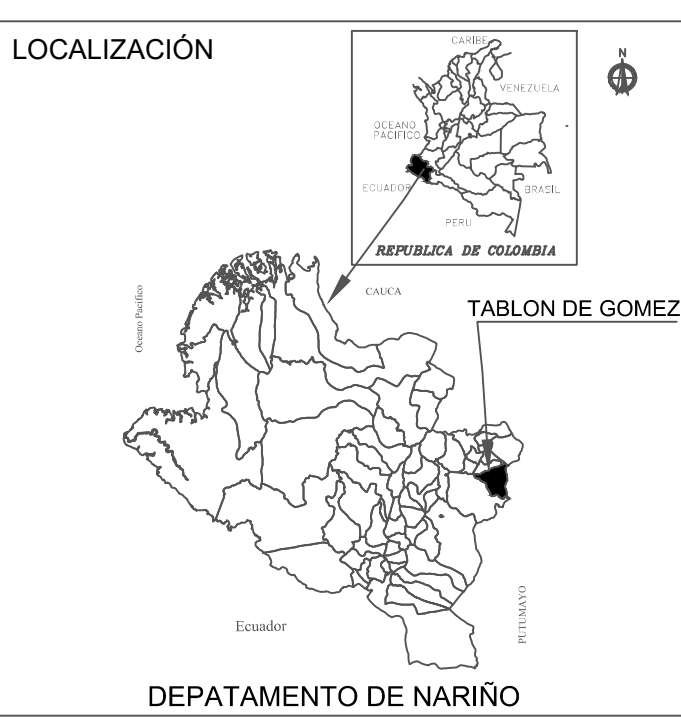 LOCALIZACIÓN
CARIBE
VENEZUELA
OCEANO
PACIFICO
ECUADOR
BRASIL
PERU
REPUBLICA DE COLOMBIA
N
CAUCA
Oceano Pacifico
TABLON DE GOMEZ
Ecuador
PUTUMAYO
DEPATAMENTO DE NARIÑO